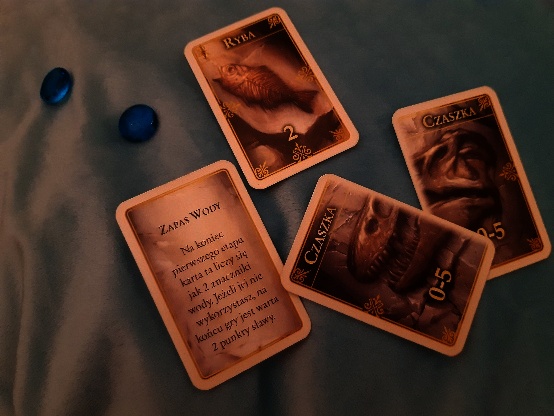 RYBA
2
CZASZKA
0-5
CZASZKA
0-5
ZAPAS WODY
Na koniec
pierwszego etapu
karta ta liczy się
jak 2 znaczniki
wody. Jeżeli jej nie
wykorzystasz, na
końcu gry jest warta
2 punkty sławy.